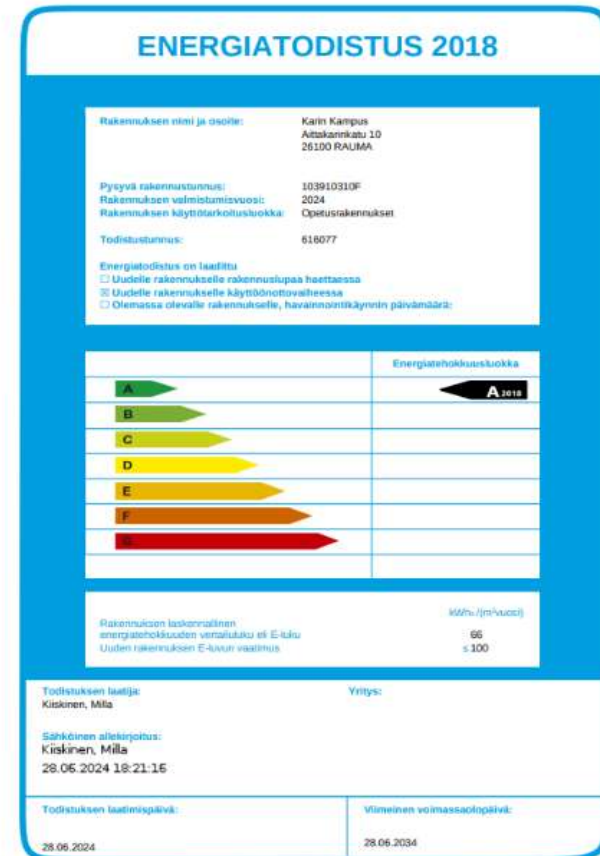 ENERGIATODISTUS 2018
Rakennuksen nimi ja osoite: Karin Kampus
Aittakarinkatu 10
26100 RAUMA
Pysyvä rakennustunnus: 103910310F
Rakennuksen valmistumisvuosi: 2024
Rakennuksen käyttötarkoitusluokka: Opetusrakennukset
Todistustunnus: 616077
Energiatodistus on laadittu
☐ Uudelle rakennukselle rakennuslupaa haettaessa
☒ Uudelle rakennukselle käyttöönottovaiheessa
☐ Olemassa olevalle rakennukselle, havainnointikäynnin päivämäärä:
Energiatehokkuusluokka
A
A 2018
B
C
D
E
F
G
kWhE /(m²vuosi)
Rakennuksen laskennallinen
energiatehokkuuden vertailuluku eli E-luku 66
Uuden rakennuksen E-luvun vaatimus ≤ 100
Todistuksen laatija: Yritys:
Kiiskinen, Milla
Sähköinen allekirjoitus:
Kiiskinen, Milla
28.06.2024 18:21:16
Todistuksen laatimispäivä: Viimeinen voimassaolopäivä:
28.06.2024 28.06.2034